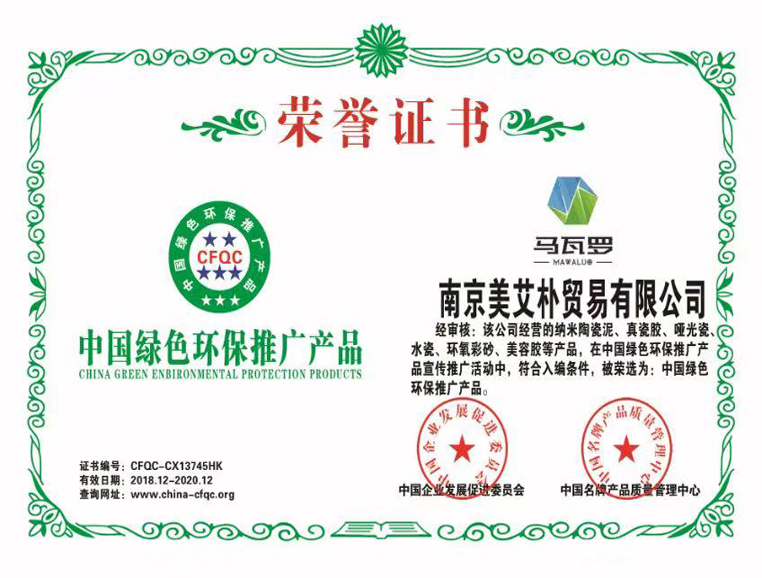 荣誉证书
中国绿色环保推广产品
CFQC
中国绿色环保推广产品
CHINA GREEN ENBIRONMENTAL PROTECTION PRODUCTS
证书编号：CFQC-CX13745HK
有效日期：2018.12-2020.12
查询网址：www.china-cfqc.org
马瓦罗
MAWALUO
南京美艾朴贸易有限公司
经审核：该公司经营的纳米陶瓷泥、真瓷胶、哑光瓷、
水瓷、环氧彩砂、美容胶等产品，在中国绿色环保推广产
品宣传推广活动中，符合入编条件，被荣选为：中国绿色
环保推广产品。
中国企业发展促进委员会
中国企业发展促进委员会
中国名牌产品质量管理中心
中国名牌产品质量管理中心